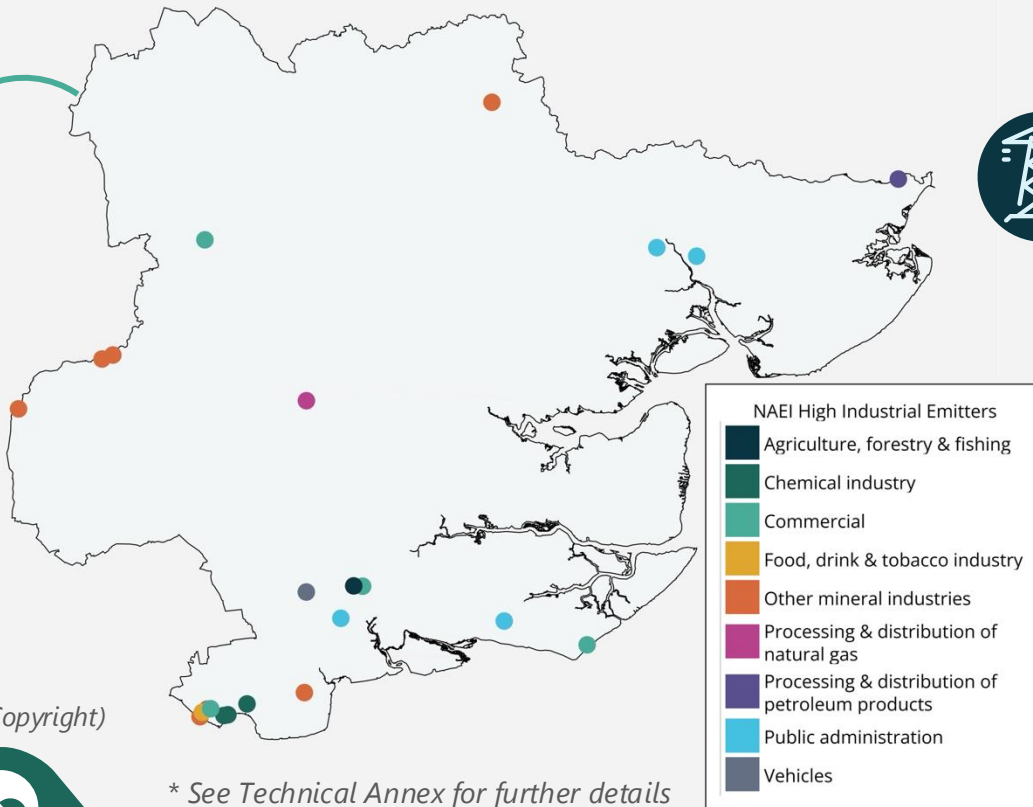 NAEI High Industrial Emitters
Agriculture, forestry & fishing
Chemical industry
Commercial
Food, drink & tobacco industry
Other mineral industries
Processing & distribution of
natural gas
Processing & distribution of
petroleum products
Public administration
Vehicles
Copyright)
* See Technical Annex for further details